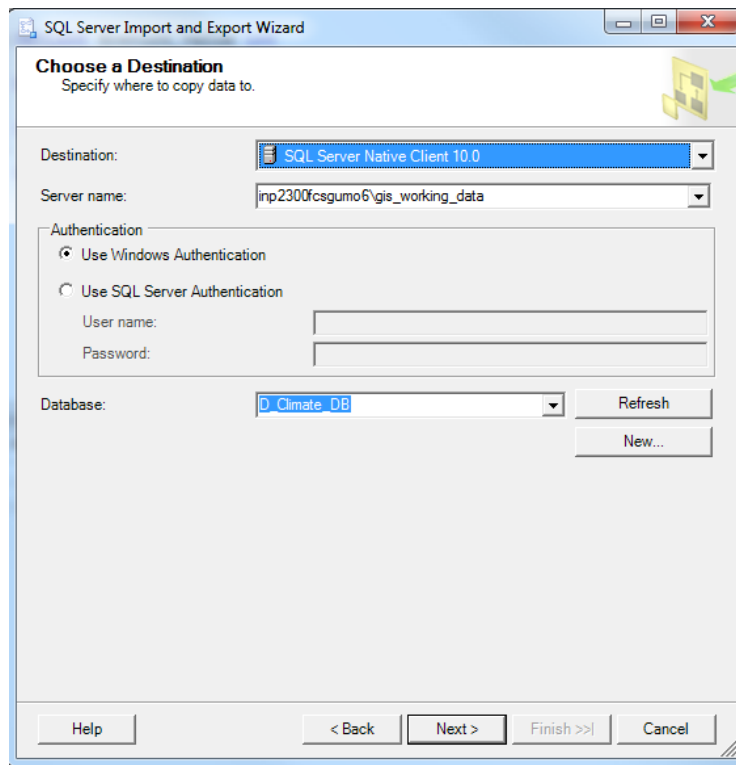 SQL Server Import and Export Wizard
Choose a Destination
Specify where to copy data to.
Destination: SQL Server Native Client 10.0
Server name: inp2300fcsgumo6\gis_working_data
Authentication
Use Windows Authentication
Use SQL Server Authentication
User name:
Password:
Database: D_Climate_DB Refresh
New...
Help < Back Next > Finish >>| Cancel